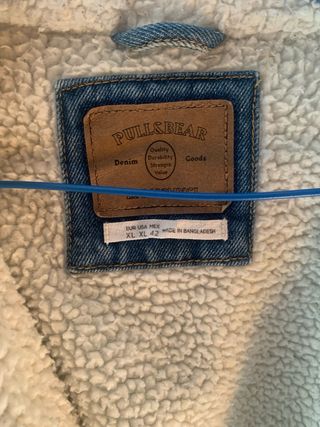 PULL&BEAR
Quality
Denim Durability Goods
Strength
Value
EUR USA MEX
XL XL 42
MADE IN BANGLADESH